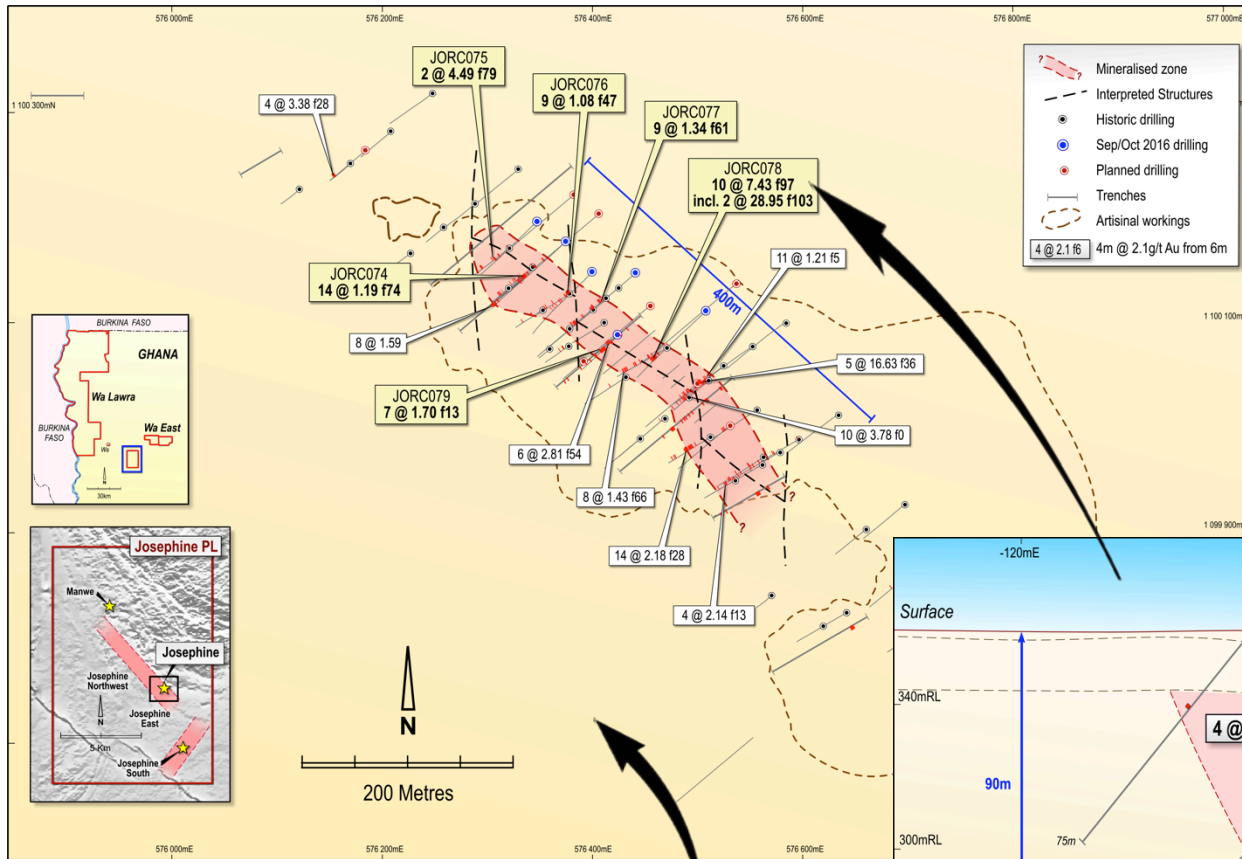 576 000mE
576 200mE
576 400mE
576 600mE
576 800mE
577 000mE
1 100 300mN
4 @ 3.38 f28
JORC075
2 @ 4.49 f79
JORC076
9 @ 1.08 f47
JORC077
9 @ 1.34 f61
JORC078
10 @ 7.43 f97
incl. 2 @ 28.95 f103
JORC074
14 @ 1.19 f74
8 @ 1.59
JORC079
7 @ 1.70 f13
6 @ 2.81 f54
8 @ 1.43 f66
14 @ 2.18 f28
4 @ 2.14 f13
11 @ 1.21 f5
5 @ 16.63 f36
10 @ 3.78 f0
400m
?
?
?
?
Mineralised zone
?
Interpreted Structures
Historic drilling
Sep/Oct 2016 drilling
Planned drilling
Trenches
Artisinal workings
4 @ 2.1 f6
4m @ 2.1g/t Au from 6m
1 100 100mN
1 099 900mN
BURKINA FASO
GHANA
Wa Lawra
BURKINA
FASO
Wa East
Wa
N
30km
Josephine PL
Manwe
Josephine
Josephine
Northwest
Josephine
East
N
5 Km
Josephine
South
N
200 Metres
-120mE
Surface
340mRL
4 @
90m
75m
300mRL
576 000mE
576 200mE
576 400mE